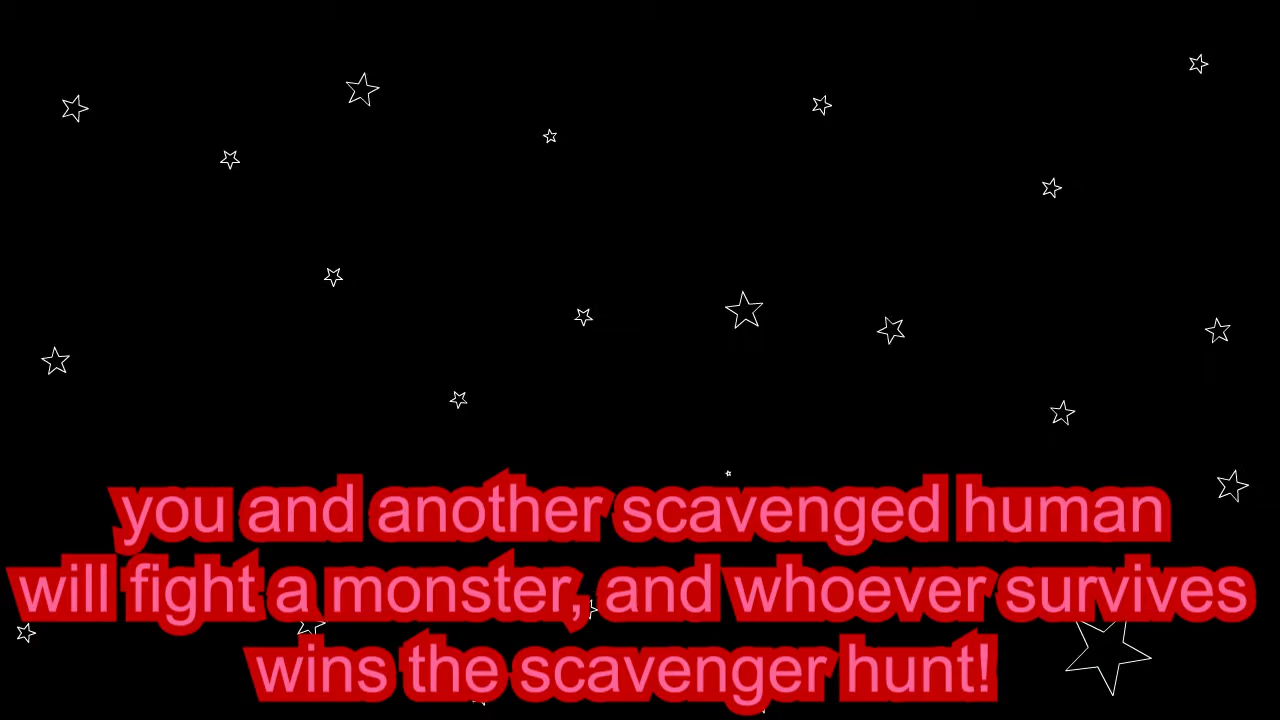 you and another scavenged human
will fight a monster, and whoever survives
wins the scavenger hunt!